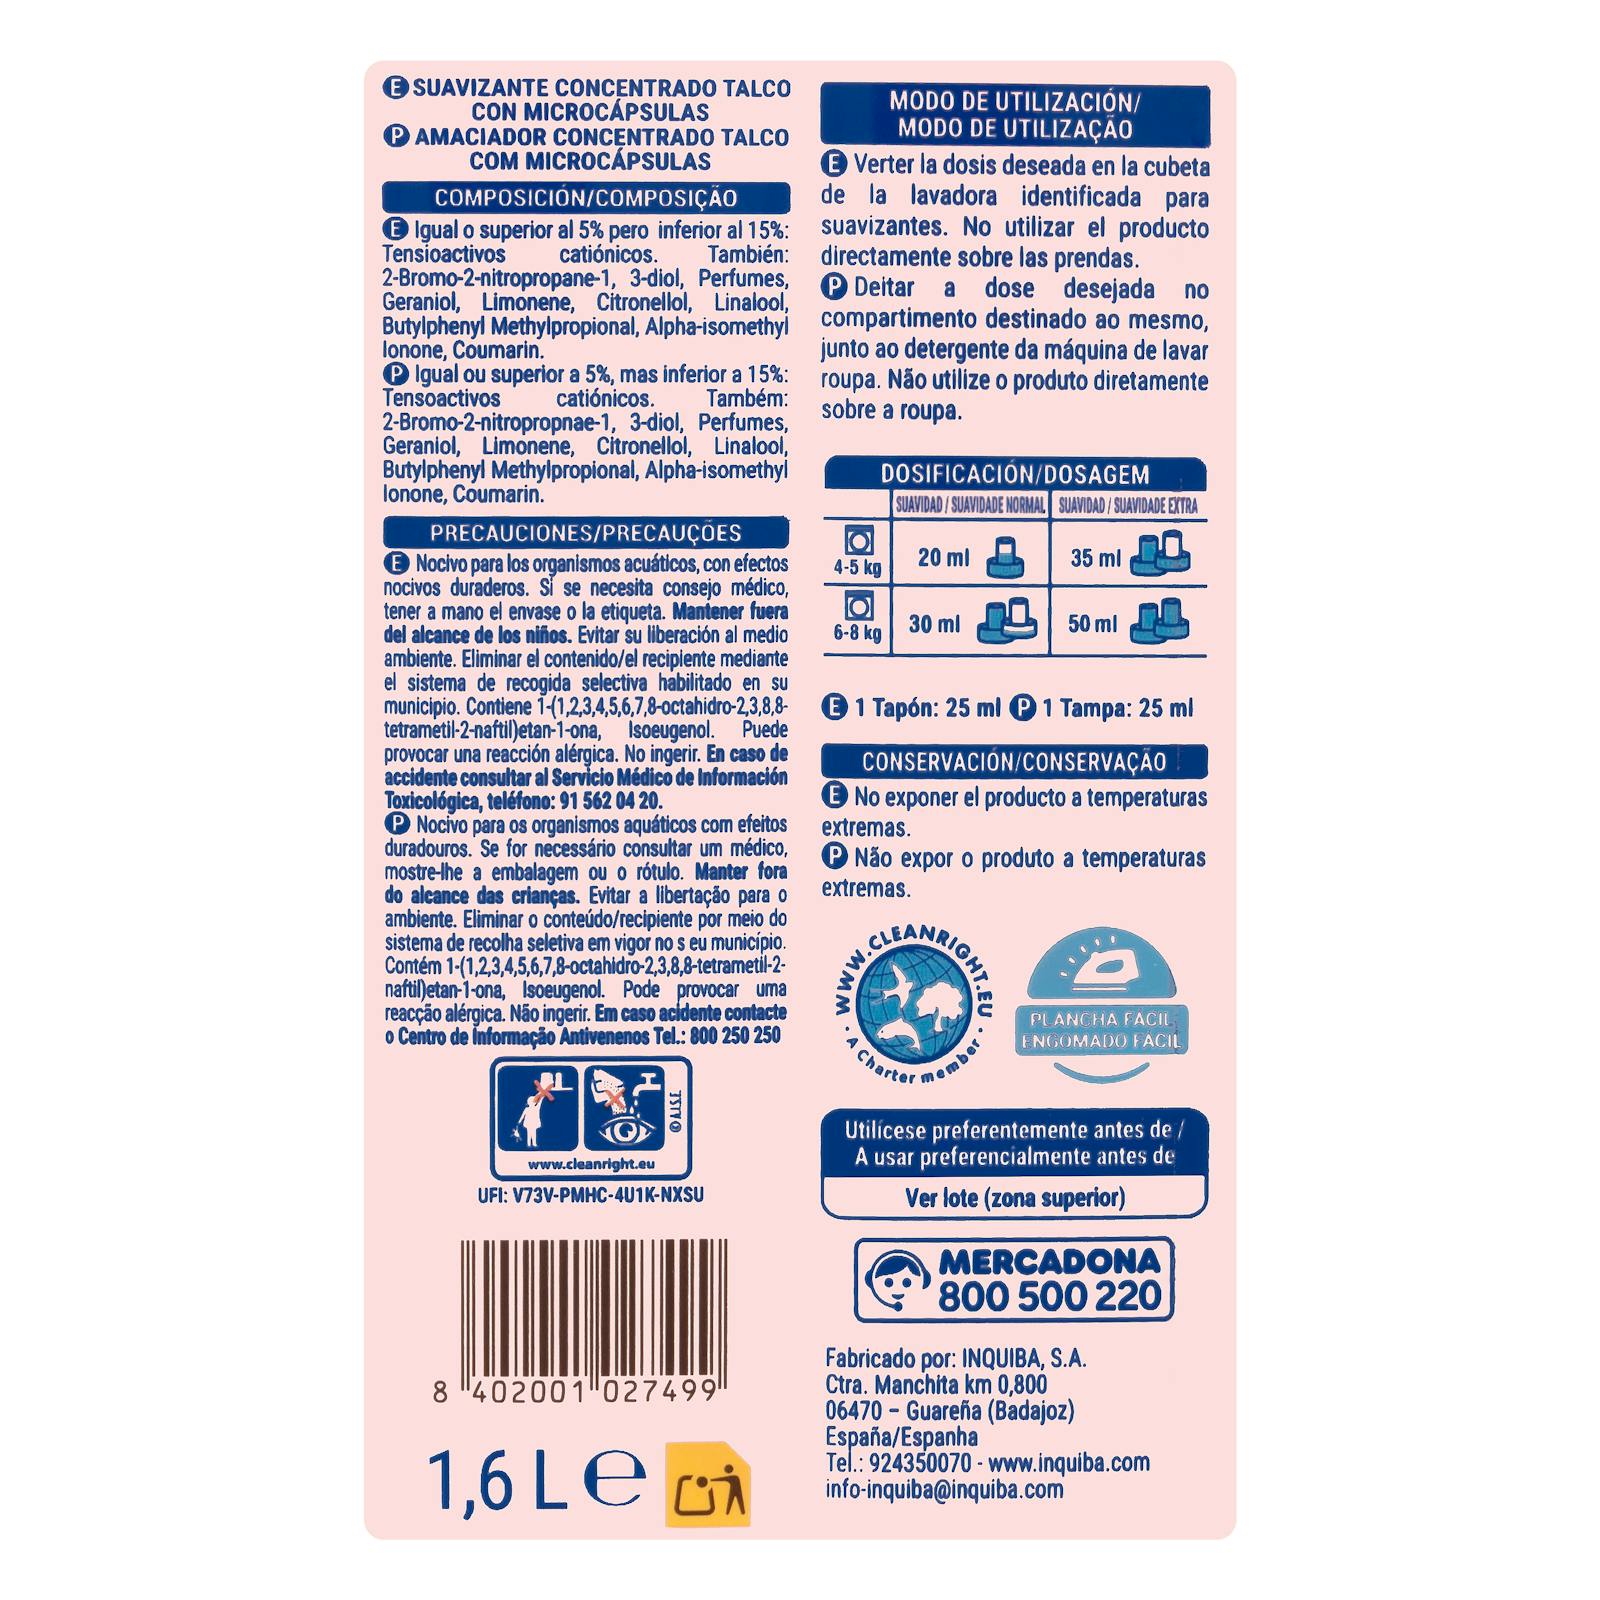 E SUAVIZANTE CONCENTRADO TALCO
CON MICROCÁPSULAS
P AMACIADOR CONCENTRADO TALCO
COM MICROCÁPSULAS
COMPOSICIÓN/COMPOSIÇÃO
E Igual o superior al 5% pero inferior al 15%:
Tensioactivos catiónicos. También:
2-Bromo-2-nitropropane-1, 3-diol, Perfumes,
Geraniol, Limonene, Citronellol, Linalool,
Butylphenyl Methylpropional, Alpha-isomethyl
Ionone, Coumarin.
P Igual ou superior a 5%, mas inferior a 15%:
Tensoactivos catiónicos. Também:
2-Bromo-2-nitropropnae-1, 3-diol, Perfumes,
Geraniol, Limonene, Citronellol, Linalool,
Butylphenyl Methylpropional, Alpha-isomethyl
Ionone, Coumarin.
PRECAUCIONES/PRECAUÇÕES
E Nocivo para los organismos acuáticos, con efectos
nocivos duraderos. Si se necesita consejo médico,
tener a mano el envase o la etiqueta. Mantener fuera
del alcance de los niños. Evitar su liberación al medio
ambiente. Eliminar el contenido/el recipiente mediante
el sistema de recogida selectiva habilitado en su
municipio. Contiene 1-(1,2,3,4,5,6,7,8-octahidro-2,3,8,8-
tetrametil-2-naftil)etan-1-ona, Isoeugenol. Puede
provocar una reacción alérgica. No ingerir. En caso de
accidente consultar al Servicio Médico de Información
Toxicológica, teléfono: 91 562 04 20.
P Nocivo para os organismos aquáticos com efeitos
duradouros. Se for necessário consultar um médico,
mostre-lhe a embalagem ou o rótulo. Manter fora
do alcance das crianças. Evitar a libertação para o
ambiente. Eliminar o conteúdo/recipiente por meio do
sistema de recolha seletiva em vigor no s eu município.
Contém 1-(1,2,3,4,5,6,7,8-octahidro-2,3,8,8-tetrametil-2-
naftil)etan-1-ona, Isoeugenol. Pode provocar uma
reacção alérgica. Não ingerir. Em caso acidente contacte
o Centro de Informação Antivenenos Tel.: 800 250 250
© A.I.S.E
www.cleanright.eu
UFI: V73V-PMHC-4U1K-NXSU
8 402001 027499
1,6 L e
MODO DE UTILIZACIÓN/
MODO DE UTILIZAÇÃO
E Verter la dosis deseada en la cubeta
de la lavadora identificada para
suavizantes. No utilizar el producto
directamente sobre las prendas.
P Deitar a dose desejada no
compartimento destinado ao mesmo,
junto ao detergente da máquina de lavar
roupa. Não utilize o produto diretamente
sobre a roupa.
DOSIFICACIÓN/DOSAGEM
SUAVIDAD / SUAVIDADE NORMAL SUAVIDAD / SUAVIDADE EXTRA
4-5 kg 20 ml 35 ml
6-8 kg 30 ml 50 ml
E 1 Tapón: 25 ml P 1 Tampa: 25 ml
CONSERVACIÓN/CONSERVAÇÃO
E No exponer el producto a temperaturas
extremas.
P Não expor o produto a temperaturas
extremas.
WWW.CLEANRIGHT.EU
A Charter member
PLANCHA FÁCIL
ENGOMADO FÁCIL
Utilícese preferentemente antes de /
A usar preferencialmente antes de
Ver lote (zona superior)
MERCADONA
800 500 220
Fabricado por: INQUIBA, S.A.
Ctra. Manchita km 0,800
06470 - Guareña (Badajoz)
España/Espanha
Tel.: 924350070 - www.inquiba.com
info-inquiba@inquiba.com